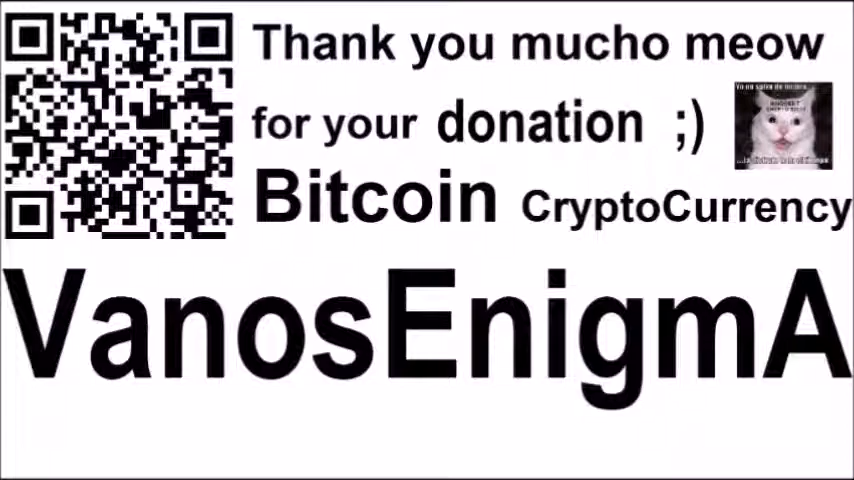 Thank you mucho meow
for your donation ;)
Bitcoin CryptoCurrency
VanosEnigmA